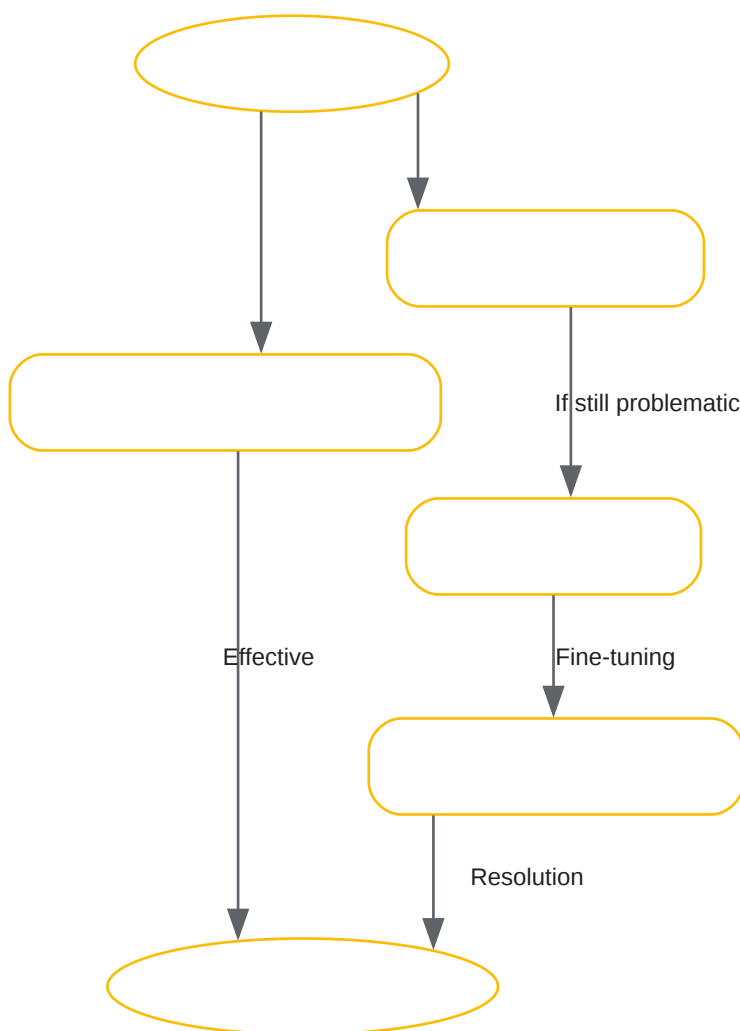 If still problematic
Effective
Fine-tuning
Resolution